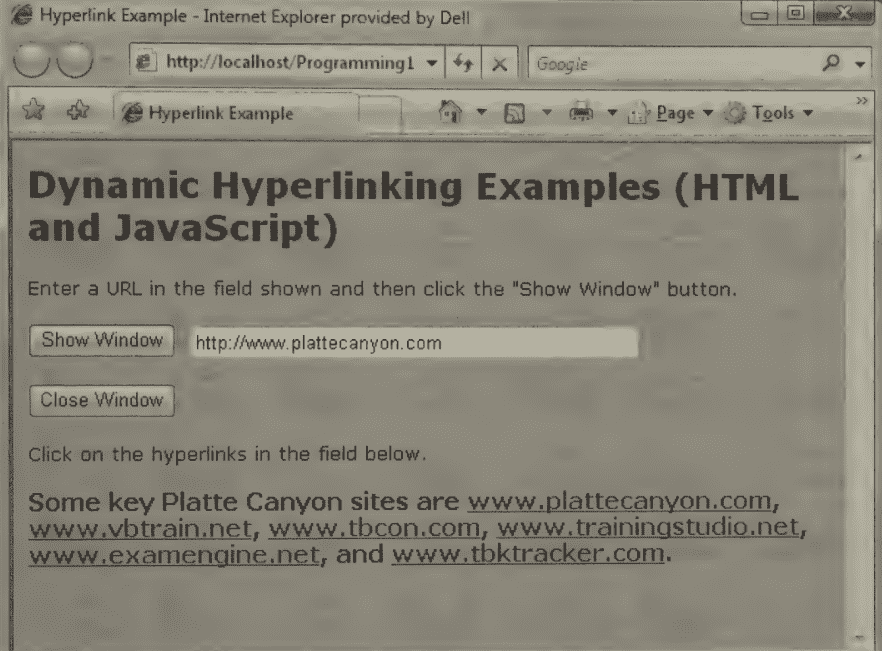 Hyperlink Example - Internet Explorer provided by Dell
http://localhost/Programming1
Google
Hyperlink Example
Page
Tools
Dynamic Hyperlinking Examples (HTML
and JavaScript)
Enter a URL in the field shown and then click the "Show Window" button.
Show Window
http://www.plattecanyon.com
Close Window
Click on the hyperlinks in the field below.
Some key Platte Canyon sites are www.plattecanyon.com,
www.vbtrain.net, www.tbcon.com, www.trainingstudio.net,
www.examengine.net, and www.tbktracker.com.